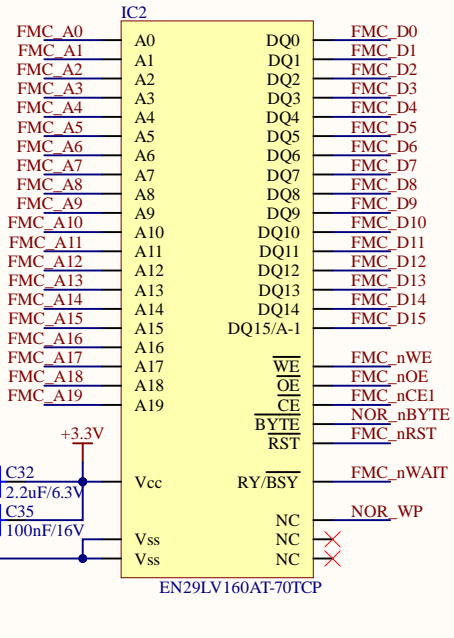 IC2
FMC_A0 A0 DQ0 FMC_D0
FMC_A1 A1 DQ1 FMC_D1
FMC_A2 A2 DQ2 FMC_D2
FMC_A3 A3 DQ3 FMC_D3
FMC_A4 A4 DQ4 FMC_D4
FMC_A5 A5 DQ5 FMC_D5
FMC_A6 A6 DQ6 FMC_D6
FMC_A7 A7 DQ7 FMC_D7
FMC_A8 A8 DQ8 FMC_D8
FMC_A9 A9 DQ9 FMC_D9
FMC_A10 A10 DQ10 FMC_D10
FMC_A11 A11 DQ11 FMC_D11
FMC_A12 A12 DQ12 FMC_D12
FMC_A13 A13 DQ13 FMC_D13
FMC_A14 A14 DQ14 FMC_D14
FMC_A15 A15 DQ15/A-1 FMC_D15
FMC_A16 A16
FMC_A17 A17 WE FMC_nWE
FMC_A18 A18 OE FMC_nOE
FMC_A19 A19 CE FMC_nCE1
BYTE NOR_nBYTE
+3.3V RST FMC_nRST
C32 Vcc RY/BSY FMC_nWAIT
2.2uF/6.3V
C35 NC NOR_WP
100nF/16V
Vss NC
Vss NC
EN29LV160AT-70TCP